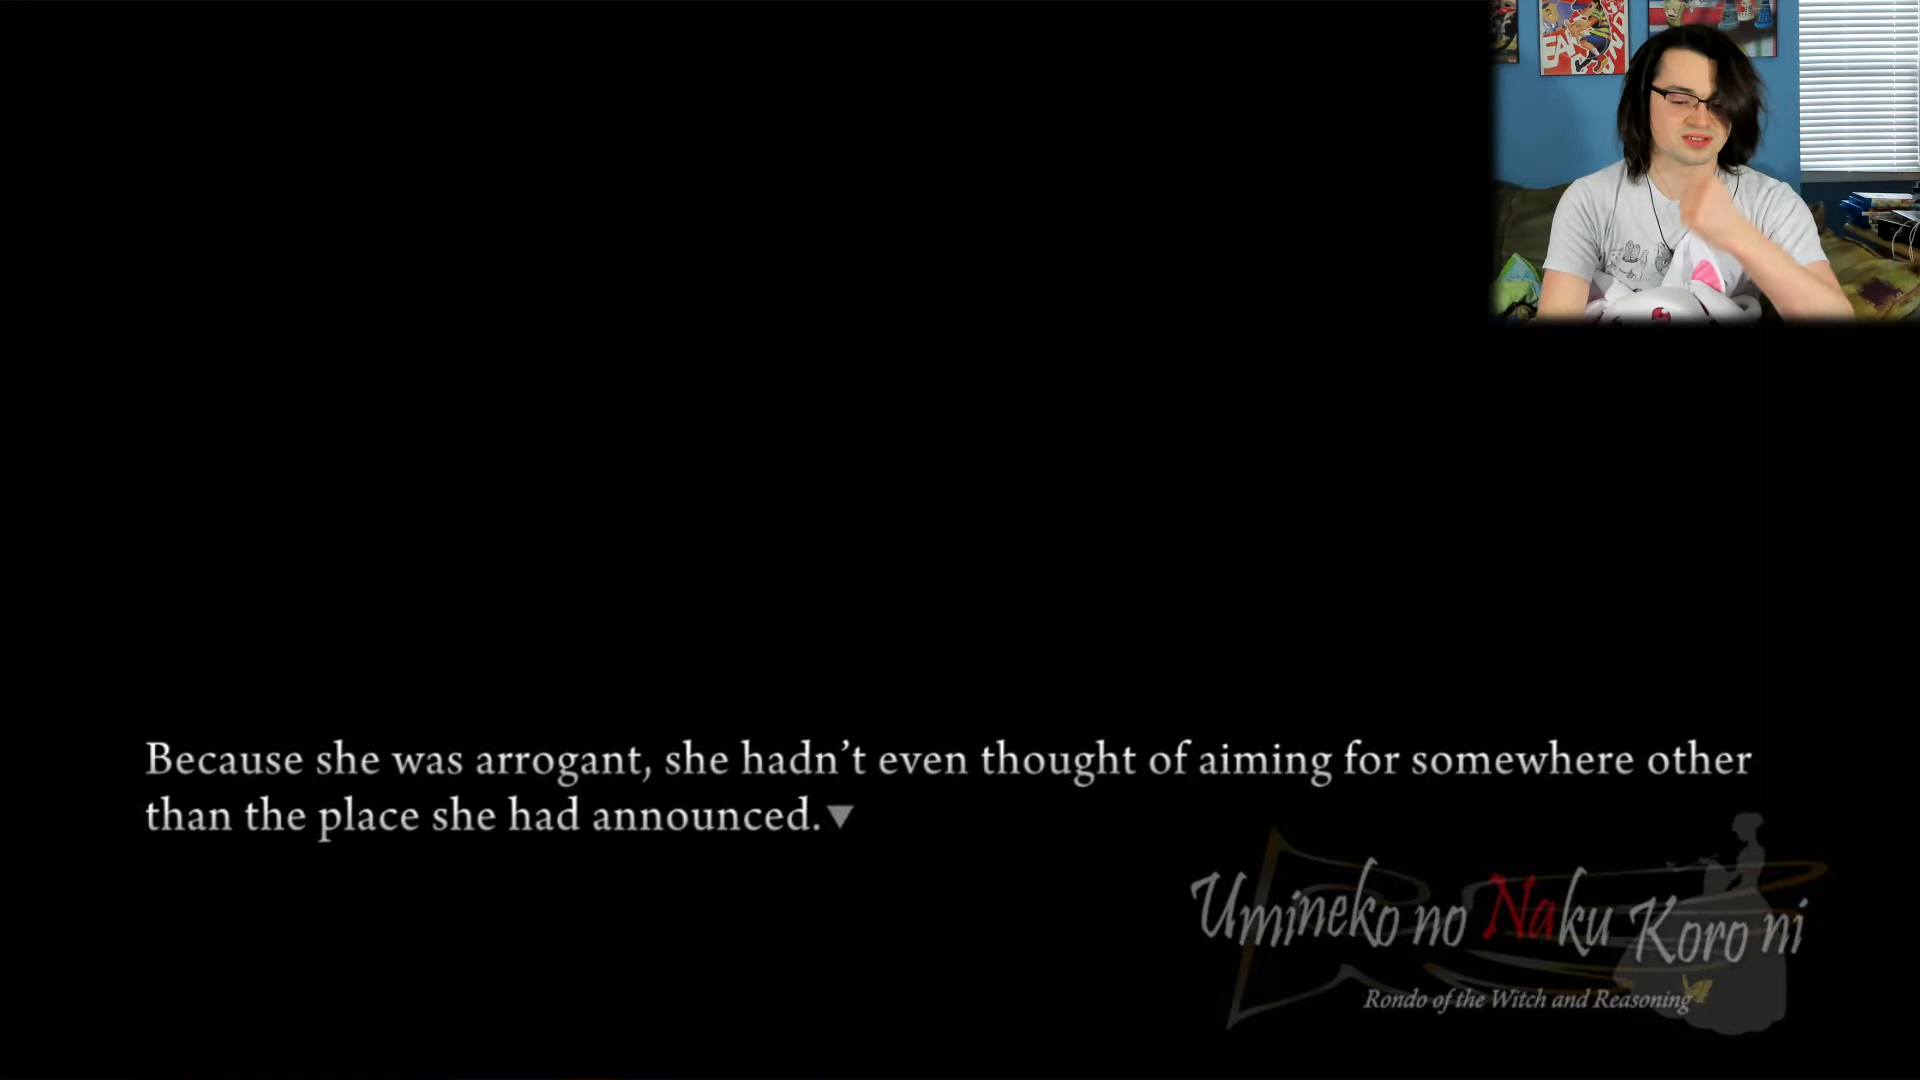 Because she was arrogant, she hadn’t even thought of aiming for somewhere other
than the place she had announced.
Umineko no Naku Koro ni
Rondo of the Witch and Reasoning